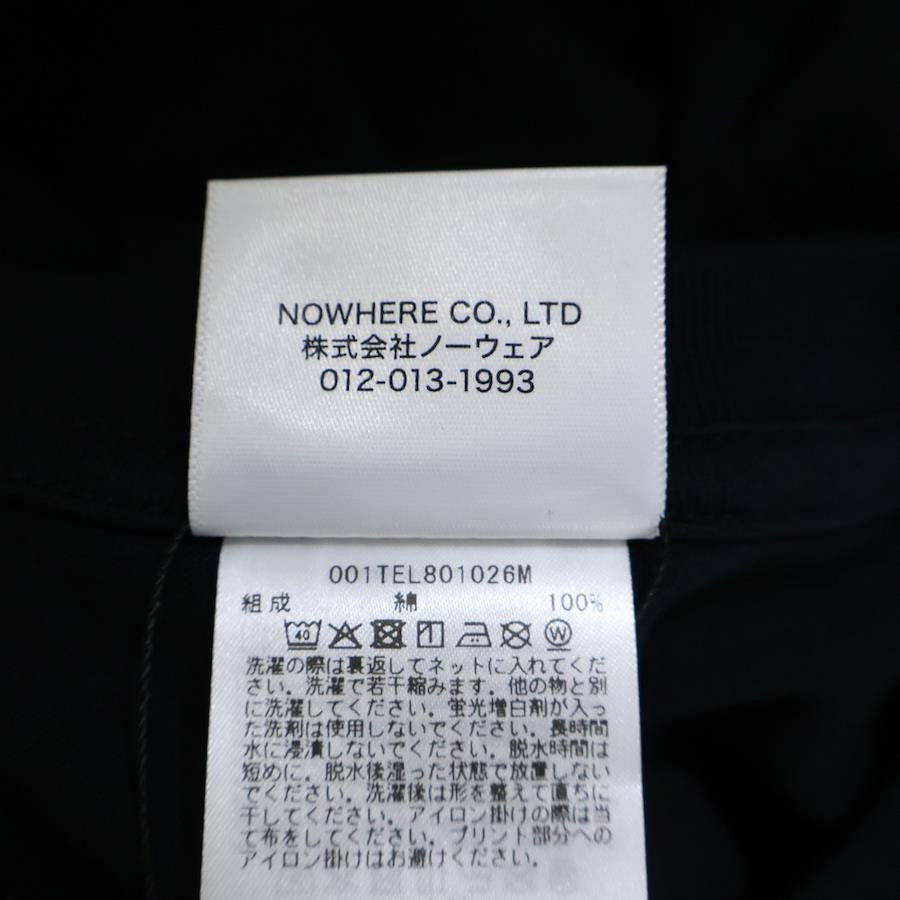 NOWHERE CO., LTD
株式会社ノーウェア
012-013-1993
001TEL801026M
組成 綿 100%
40 W
洗濯の際は裏返してネットに入れてくだ
さい。洗濯で若干縮みます。他の物と別
に洗濯してください。蛍光増白剤が入っ
た洗剤は使用しないでください。長時間
水に浸漬しないでください。脱水時間は
短めに。脱水後湿った状態で放置しない
でください。洗濯後は形を整えて直ちに
干してください。アイロン掛けの際は当
て布をしてください。プリント部分への
アイロン掛けはお避けください。